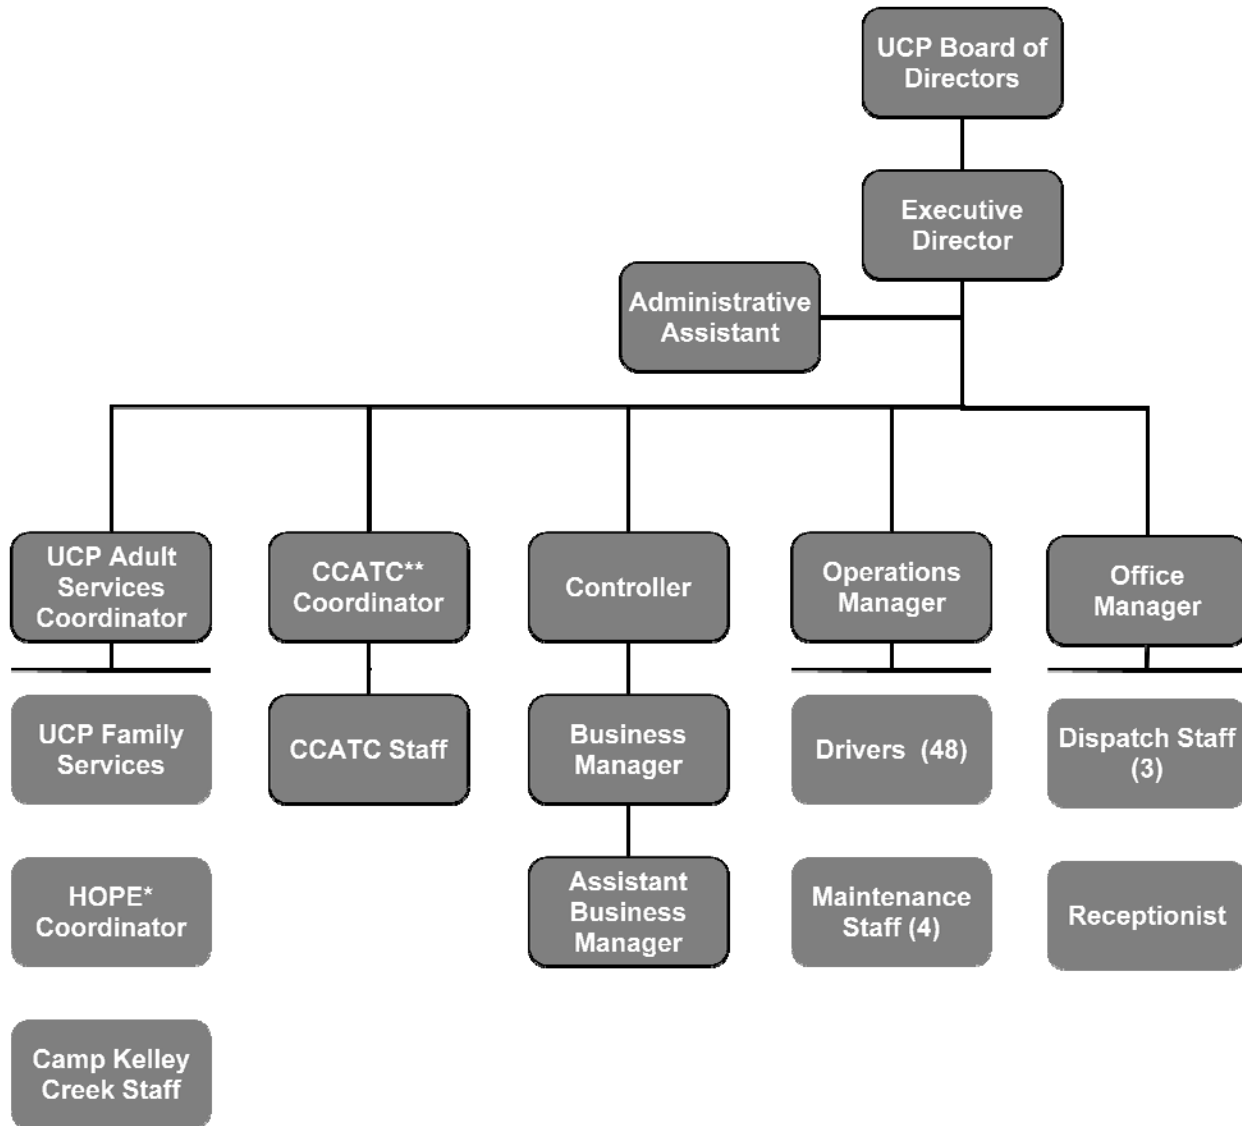 UCP Board of
Directors
Executive
Director
Administrative
Assistant
UCP Adult
Services
Coordinator
CCATC**
Coordinator
Controller
Operations
Manager
Office
Manager
UCP Family
Services
CCATC Staff
Business
Manager
Drivers (48)
Dispatch Staff
(3)
HOPE*
Coordinator
Assistant
Business
Manager
Maintenance
Staff (4)
Receptionist
Camp Kelley
Creek Staff